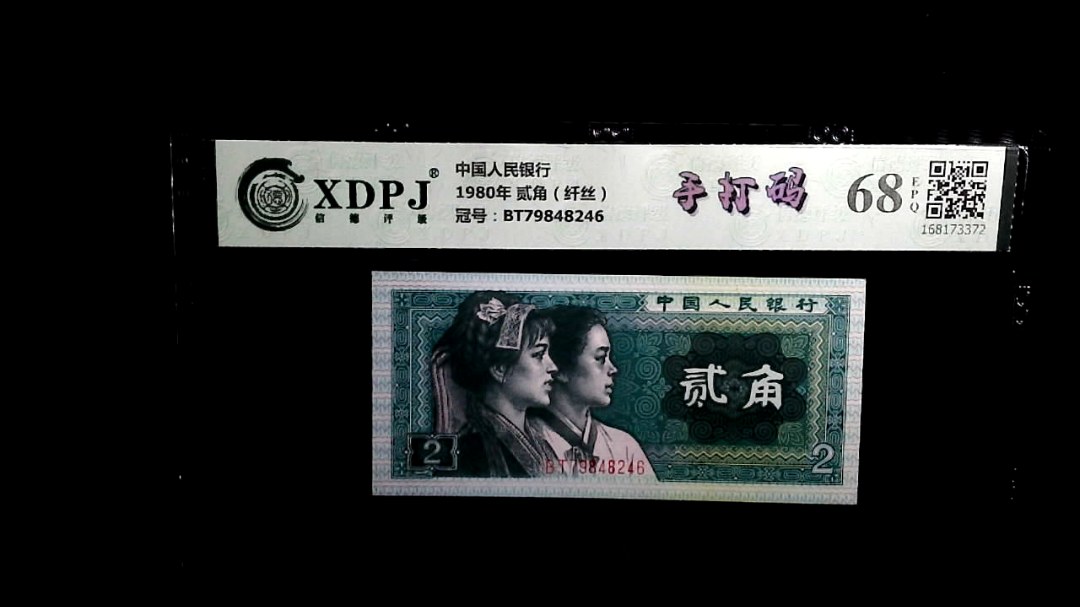 XDPJ®
信德评级
中国人民银行
1980年 贰角（纤丝）
冠号：BT79848246
手打码
68
EPQ
168173372
中国人民银行
贰角
2
2
BT79848246